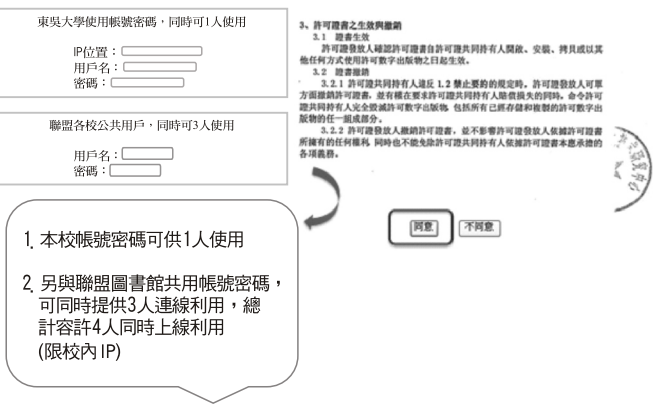 東吳大學使用帳號密碼，同時可1人使用
IP位置：
用戶名：
密碼：
聯盟各校公共用戶，同時可3人使用
用戶名：
密碼：
1. 本校帳號密碼可供1人使用
2. 另與聯盟圖書館共用帳號密碼，
可同時提供3人連線利用，總
計容許4人同時上線利用
(限校內IP)
3、許可證書之生效與撤銷
3.1 證書生效
許可證發放人確認許可證書自許可證共同持有人開啟、安裝、拷貝或以其
他任何方式使用許可數字出版物之日起生效。
3.2 證書撤銷
3.2.1 許可證共同持有人違反 1.2 禁止要約的規定時，許可證發放人可單
方面撤銷許可證書，並有權在要求許可證共同持有人賠償損失的同時，命令許可
證共同持有人完全毀滅許可數字出版物，包括所有已經存儲和複製的許可數字出
版物的任一組成部分。
3.2.2 許可證發放人撤銷許可證書，並不影響許可證發放人依據許可證書
所擁有的任何權利，同時也不能免除許可證共同持有人依據許可證書本應承擔的
各項義務。
同意
不同意